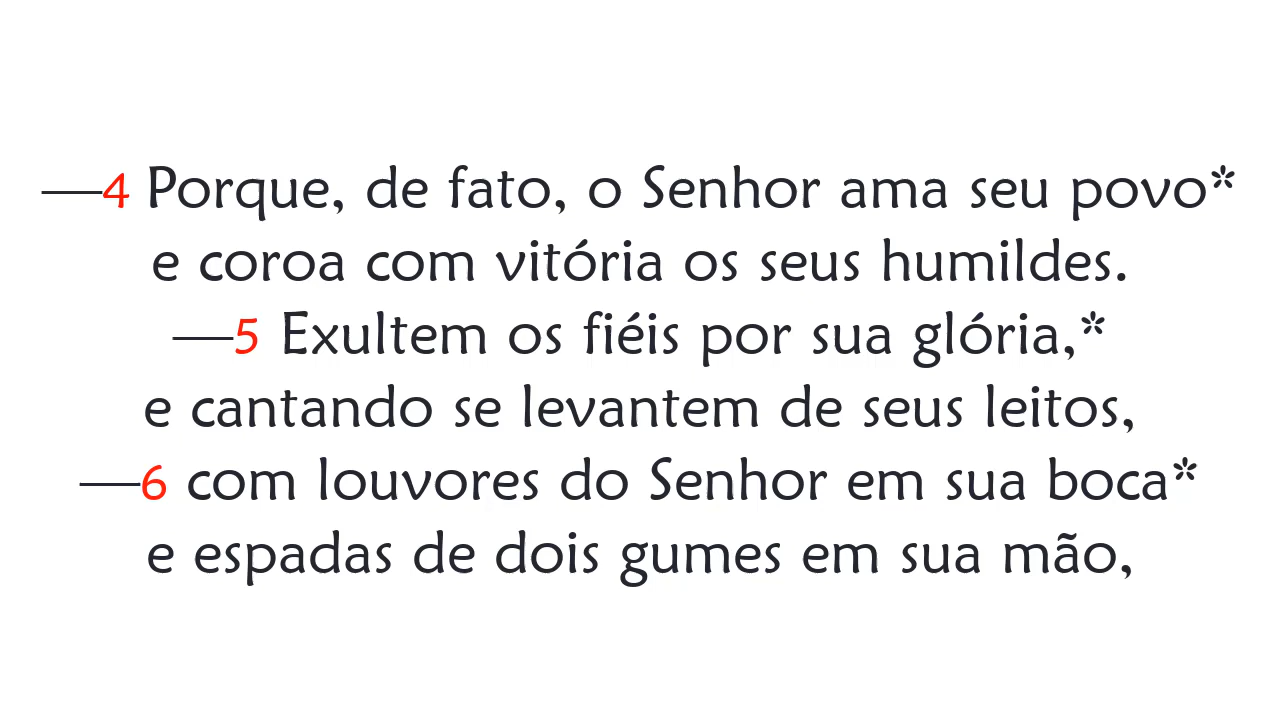 —4 Porque, de fato, o Senhor ama seu povo*
e coroa com vitória os seus humildes.
—5 Exultem os fiéis por sua glória,*
e cantando se levantem de seus leitos,
—6 com louvores do Senhor em sua boca*
e espadas de dois gumes em sua mão,